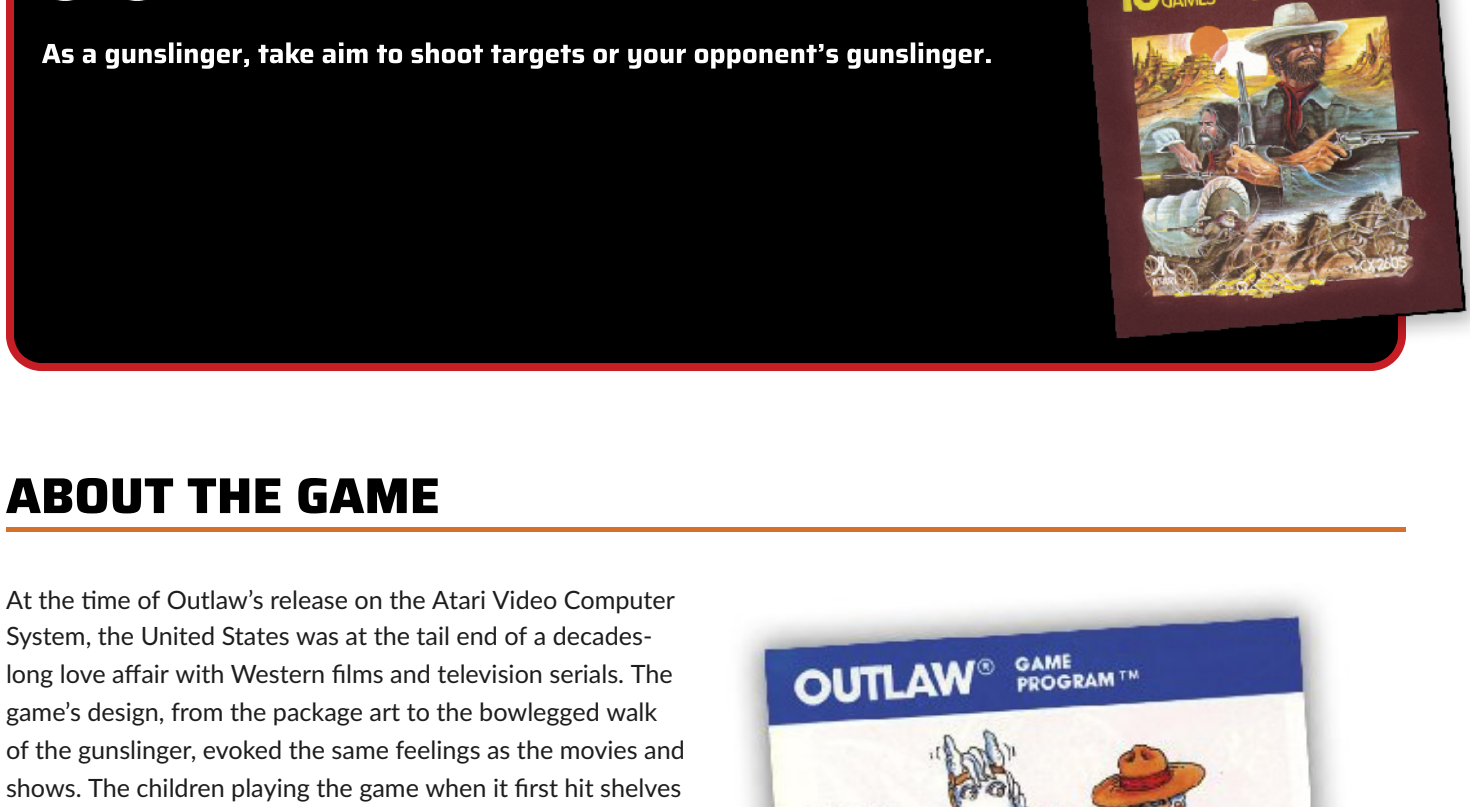 GAMES
As a gunslinger, take aim to shoot targets or your opponent’s gunslinger.
ATARI
CX2605
ABOUT THE GAME
At the time of Outlaw’s release on the Atari Video Computer
System, the United States was at the tail end of a decades-
long love affair with Western films and television serials. The
game’s design, from the package art to the bowlegged walk
of the gunslinger, evoked the same feelings as the movies and
shows. The children playing the game when it first hit shelves
OUTLAW® GAME
PROGRAM™